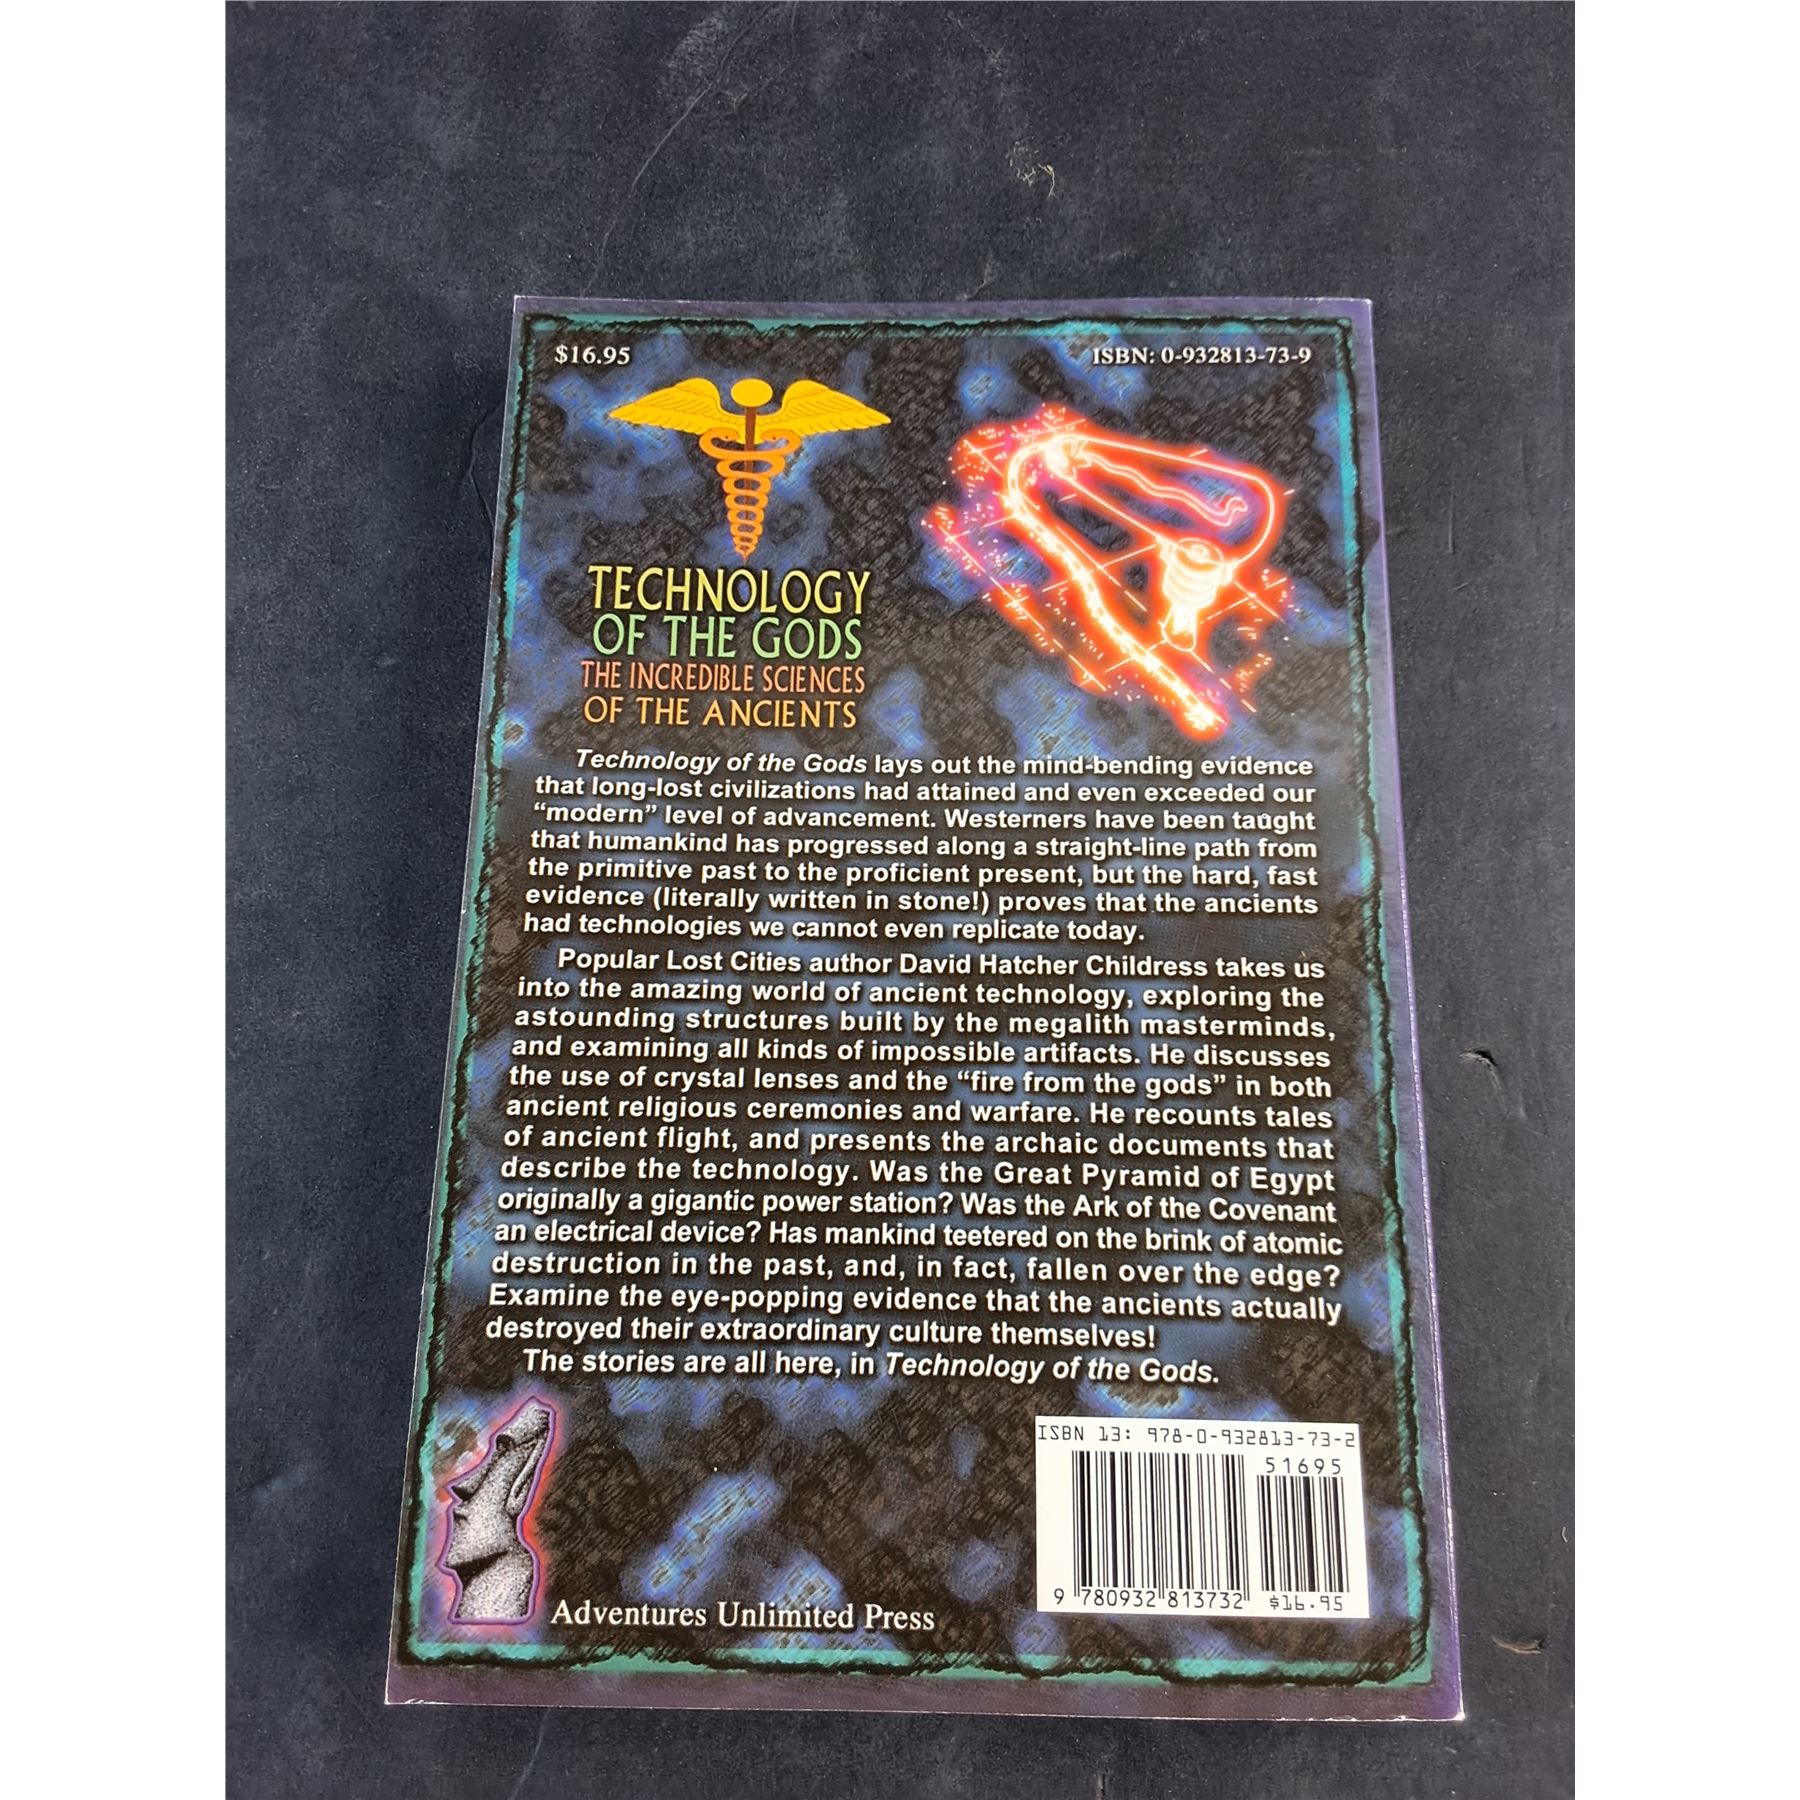 $16.95
ISBN: 0-932813-73-9
TECHNOLOGY
OF THE GODS
THE INCREDIBLE SCIENCES
OF THE ANCIENTS
Technology of the Gods lays out the mind-bending evidence
that long-lost civilizations had attained and even exceeded our
“modern” level of advancement. Westerners have been taught
that humankind has progressed along a straight-line path from
the primitive past to the proficient present, but the hard, fast
evidence (literally written in stone!) proves that the ancients
had technologies we cannot even replicate today.
Popular Lost Cities author David Hatcher Childress takes us
into the amazing world of ancient technology, exploring the
astounding structures built by the megalith masterminds,
and examining all kinds of impossible artifacts. He discusses
the use of crystal lenses and the “fire from the gods” in both
ancient religious ceremonies and warfare. He recounts tales
of ancient flight, and presents the archaic documents that
describe the technology. Was the Great Pyramid of Egypt
originally a gigantic power station? Was the Ark of the Covenant
an electrical device? Has mankind teetered on the brink of atomic
destruction in the past, and, in fact, fallen over the edge?
Examine the eye-popping evidence that the ancients actually
destroyed their extraordinary culture themselves!
The stories are all here, in Technology of the Gods.
ISBN 13: 978-0-932813-73-2
51695
9 780932 813732
$16.95
Adventures Unlimited Press